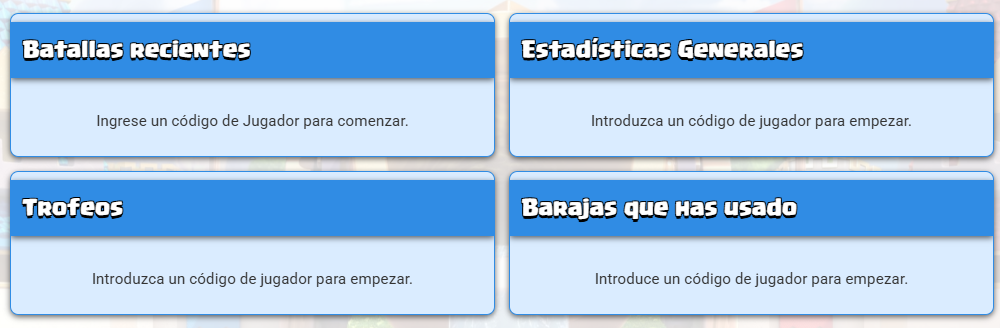 Batallas recientes
Ingrese un código de Jugador para comenzar.
Estadísticas Generales
Introduzca un código de jugador para empezar.
Trofeos
Introduzca un código de jugador para empezar.
Barajas que has usado
Introduce un código de jugador para empezar.